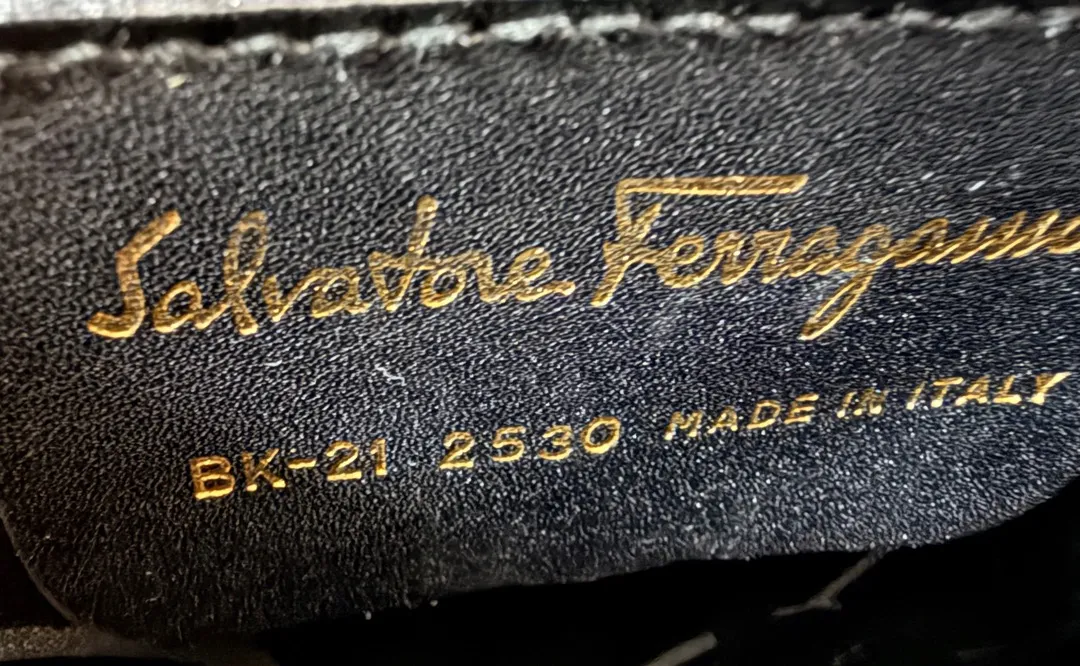 Salvatore Ferragamo
BK-21 2530 MADE IN ITALY